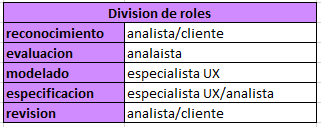 Division de roles
reconocimiento analista/cliente
evaluacion analaista
modelado especialista UX
especificacion especialista UX/analista
revision analista/cliente